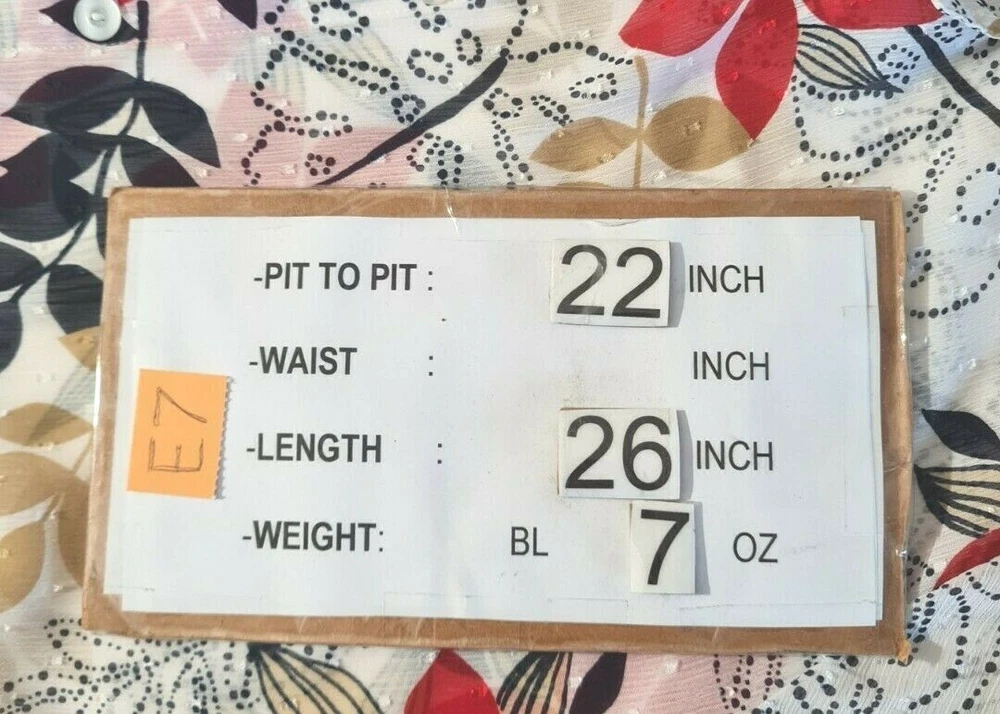 -PIT TO PIT : 22 INCH
-WAIST : INCH
E7
-LENGTH : 26 INCH
-WEIGHT: BL 7 OZ